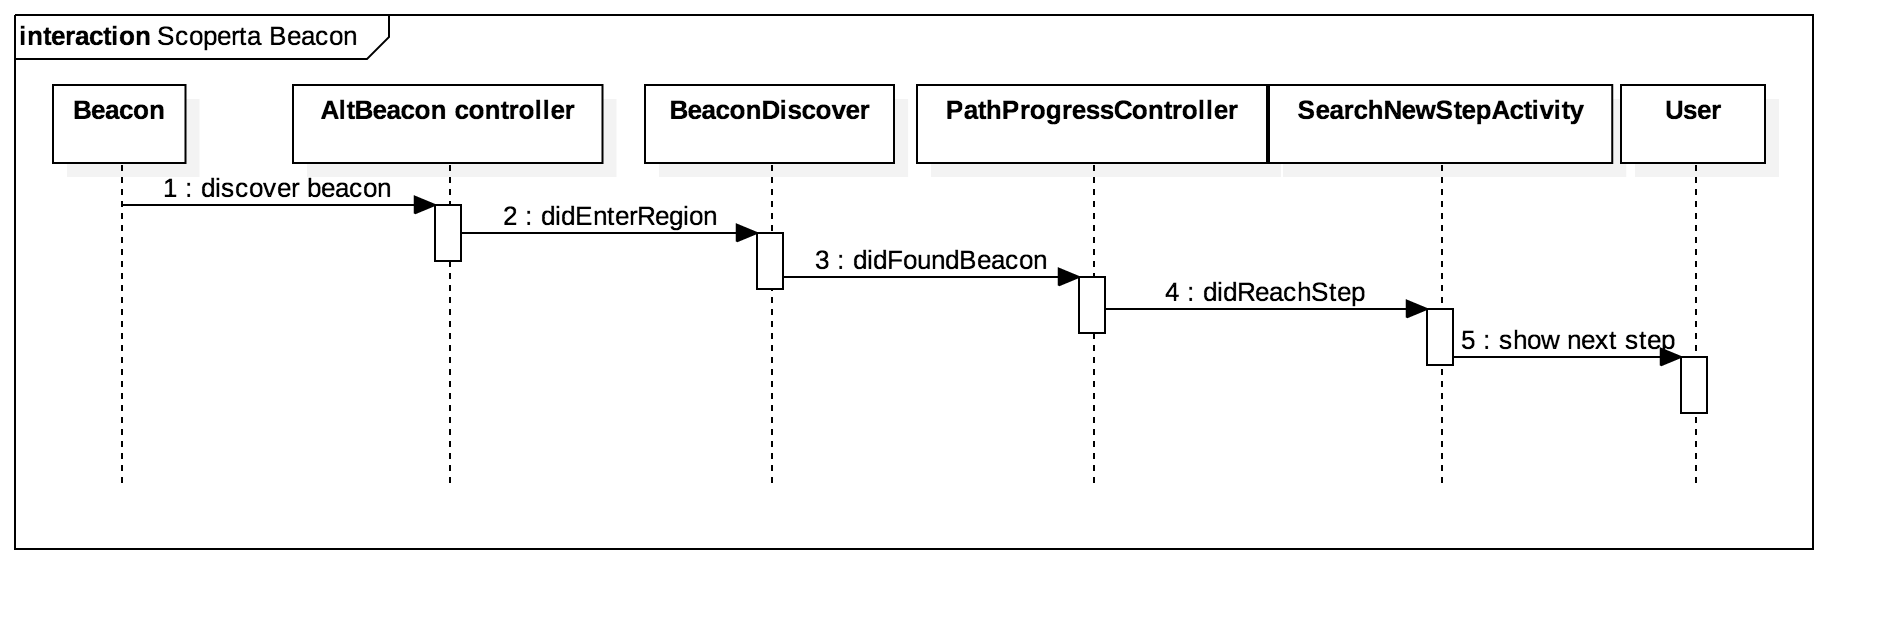 interaction Scoperta Beacon
Beacon
AltBeacon controller
BeaconDiscover
PathProgressController
SearchNewStepActivity
User
1 : discover beacon
2 : didEnterRegion
3 : didFoundBeacon
4 : didReachStep
5 : show next step